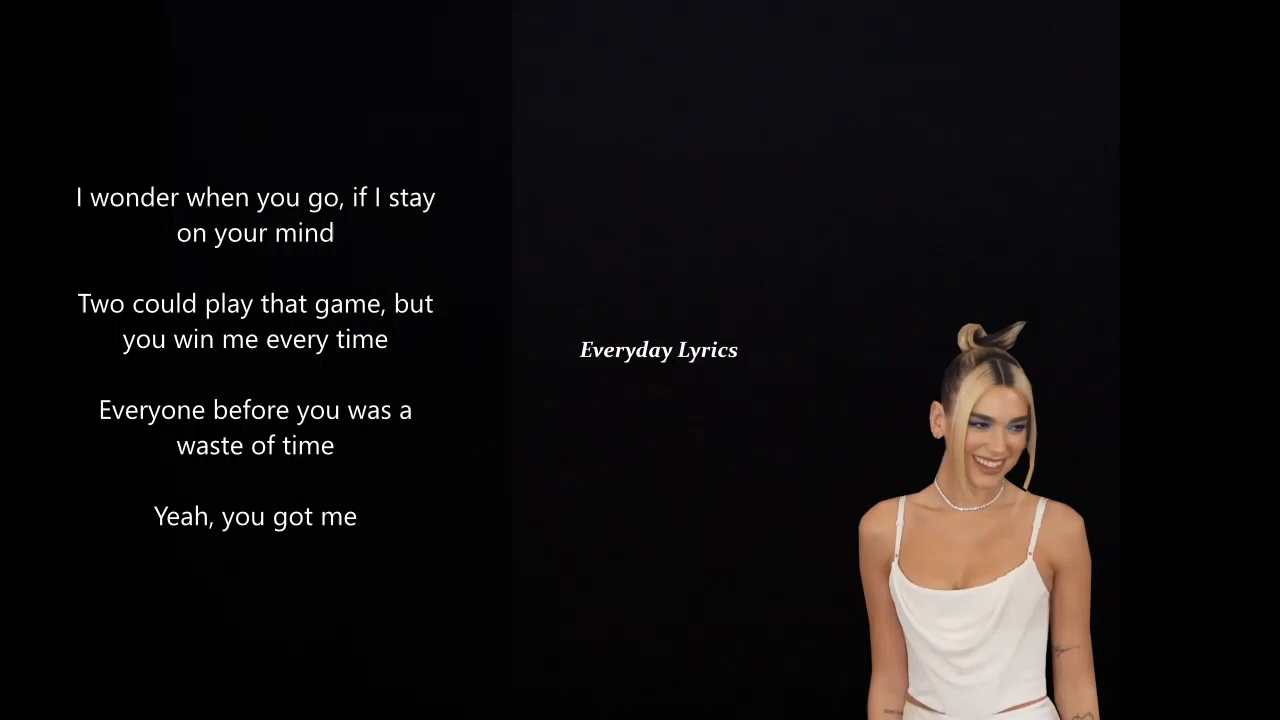 I wonder when you go, if I stay
on your mind
Two could play that game, but
you win me every time
Everyone before you was a
waste of time
Yeah, you got me
Everyday Lyrics